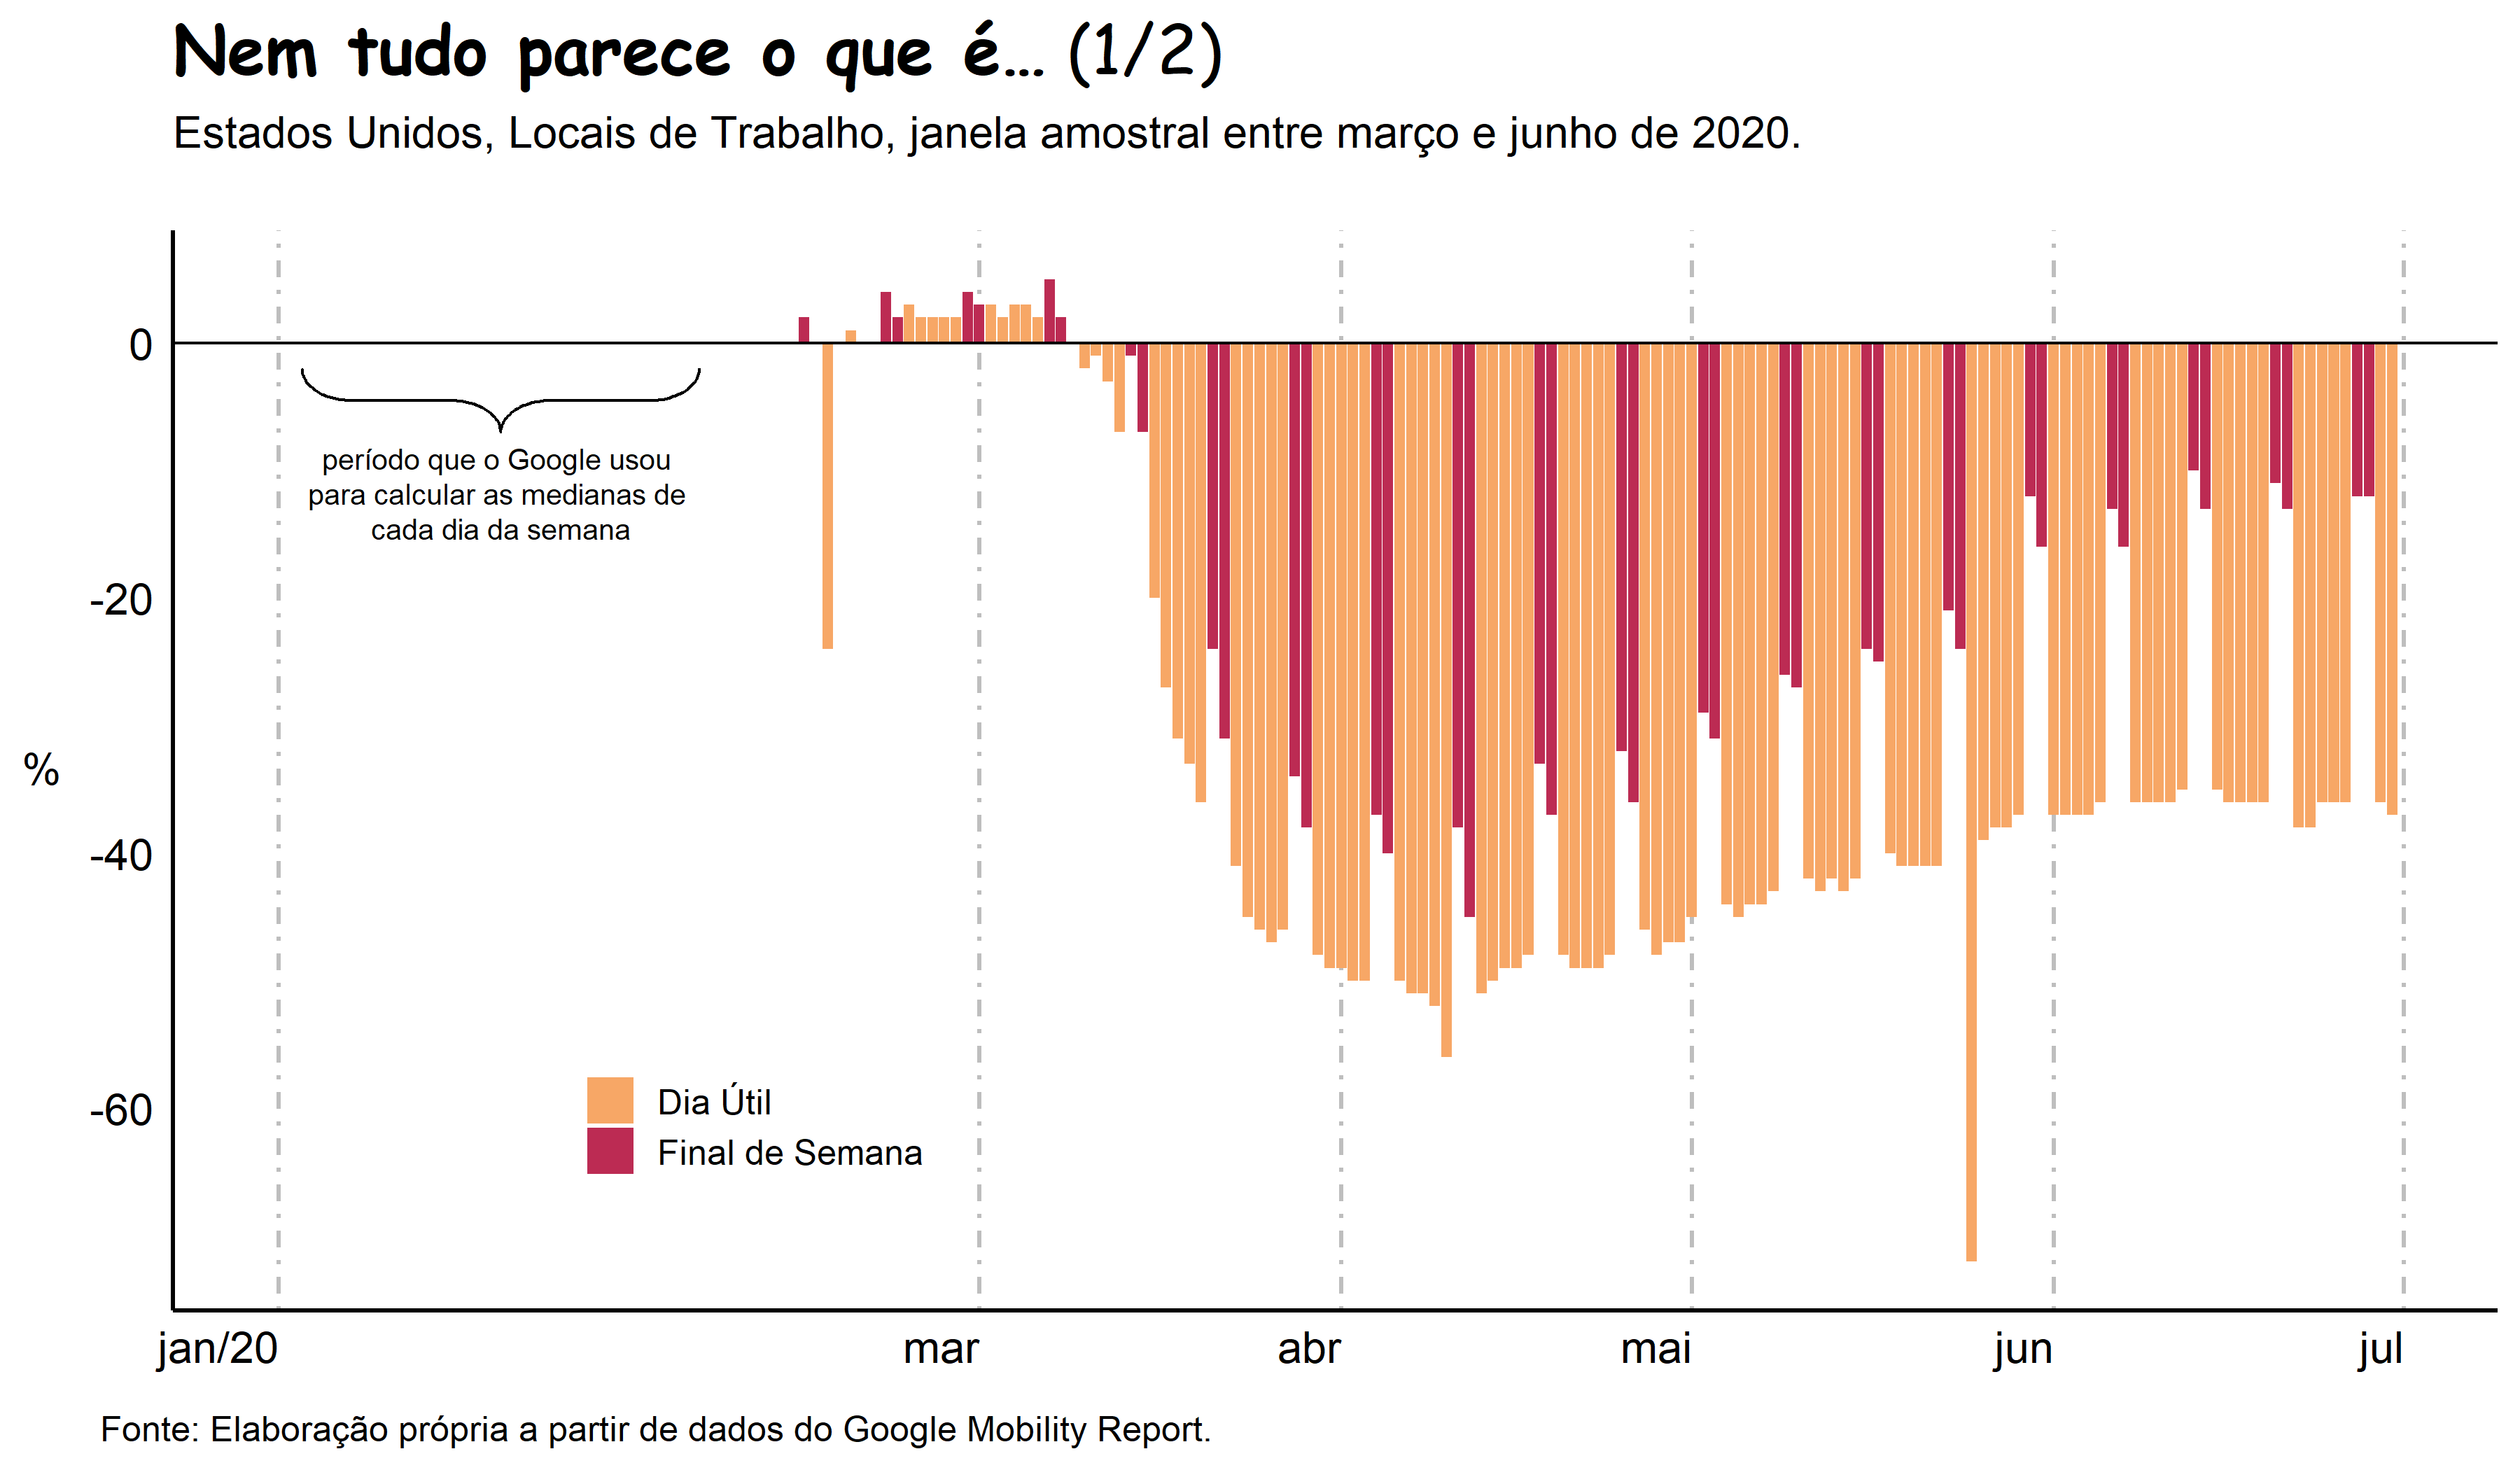 Nem tudo parece o que é... (1/2)
Estados Unidos, Locais de Trabalho, janela amostral entre março e junho de 2020.
0
-20
-40
-60
%
período que o Google usou
para calcular as medianas de
cada dia da semana
Dia Útil
Final de Semana
jan/20 mar abr mai jun jul
Fonte: Elaboração própria a partir de dados do Google Mobility Report.